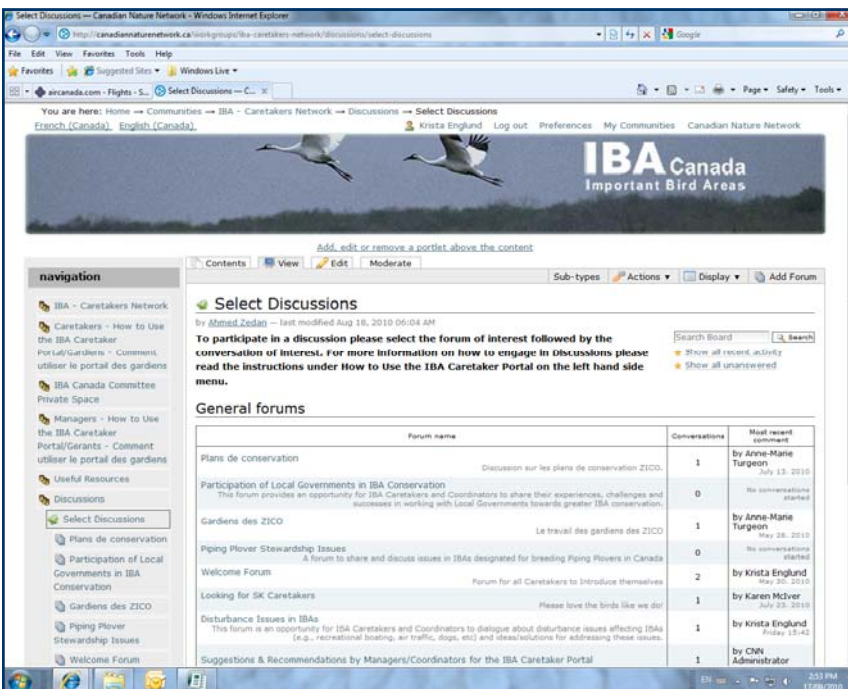 Select Discussions — Canadian Nature Network - Windows Internet Explorer
http://canadiannaturenetwork.ca/workgroups/iba-caretakers-network/discussions/select-discussions
Google
File Edit View Favorites Tools Help
Favorites Suggested Sites Windows Live
aircanada.com - Flights - S... Select Discussions — C...
Page Safety Tools
You are here: Home → Communities → IBA - Caretakers Network → Discussions → Select Discussions
French (Canada) English (Canada)
Krista Englund Log out Preferences My Communities Canadian Nature Network
IBA Canada
Important Bird Areas
Add, edit or remove a portlet above the content
navigation
IBA - Caretakers Network
Caretakers - How to Use
the IBA Caretaker
Portal/Gardiens - Comment
utiliser le portail des gardiens
IBA Canada Committee
Private Space
Managers - How to Use
the IBA Caretaker
Portal/Gerants - Comment
utiliser le portail des gardiens
Useful Resources
Discussions
Select Discussions
Plans de conservation
Participation of Local
Governments in IBA
Conservation
Gardiens des ZICO
Piping Plover
Stewardship Issues
Welcome Forum
Contents View Edit Moderate
Sub-types Actions Display Add Forum
Select Discussions
by Ahmed Zedan — last modified Aug 18, 2010 06:04 AM
To participate in a discussion please select the forum of interest followed by the
conversation of interest. For more information on how to engage in Discussions please
read the instructions under How to Use the IBA Caretaker Portal on the left hand side
menu.
Search Board Search
Show all recent activity
Show all unanswered
General forums
Forum name Conversations Most recent comment
Plans de conservation
Discussion sur les plans de conservation ZICO.
1
by Anne-Marie
Turgeon
July 13, 2010
Participation of Local Governments in IBA Conservation
This forum provides an opportunity for IBA Caretakers and Coordinators to share their experiences, challenges and
successes in working with Local Governments towards greater IBA conservation.
0
No conversations
started
Gardiens des ZICO
Le travail des gardiens des ZICO
1
by Anne-Marie
Turgeon
May 28, 2010
Piping Plover Stewardship Issues
A forum to share and discuss issues in IBAs designated for breeding Piping Plovers in Canada
0
No conversations
started
Welcome Forum
Forum for all Caretakers to Introduce themselves
2
by Krista Englund
May 30, 2010
Looking for SK Caretakers
Please love the birds like we do!
1
by Karen McIver
July 23, 2010
Disturbance Issues in IBAs
This forum is an opportunity for IBA Caretakers and Coordinators to dialogue about disturbance issues affecting IBAs
(e.g., recreational boating, air traffic, dogs, etc) and ideas/solutions for addressing these issues.
1
by Krista Englund
Friday 15:42
Suggestions & Recommendations by Managers/Coordinators for the IBA Caretaker Portal
1
by CNN
Administrator
EN
2:53 PM
17/08/2010